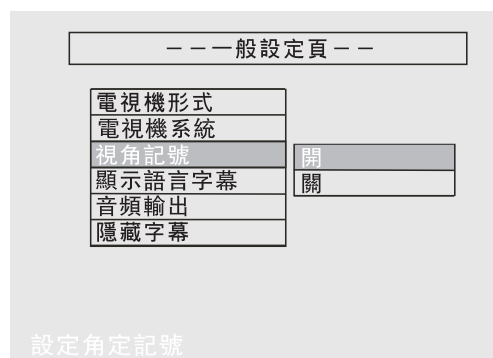 －－一般設定頁－－
電視機形式
電視機系統
視角記號
開
顯示語言字幕
關
音頻輸出
隱藏字幕
設定角定記號